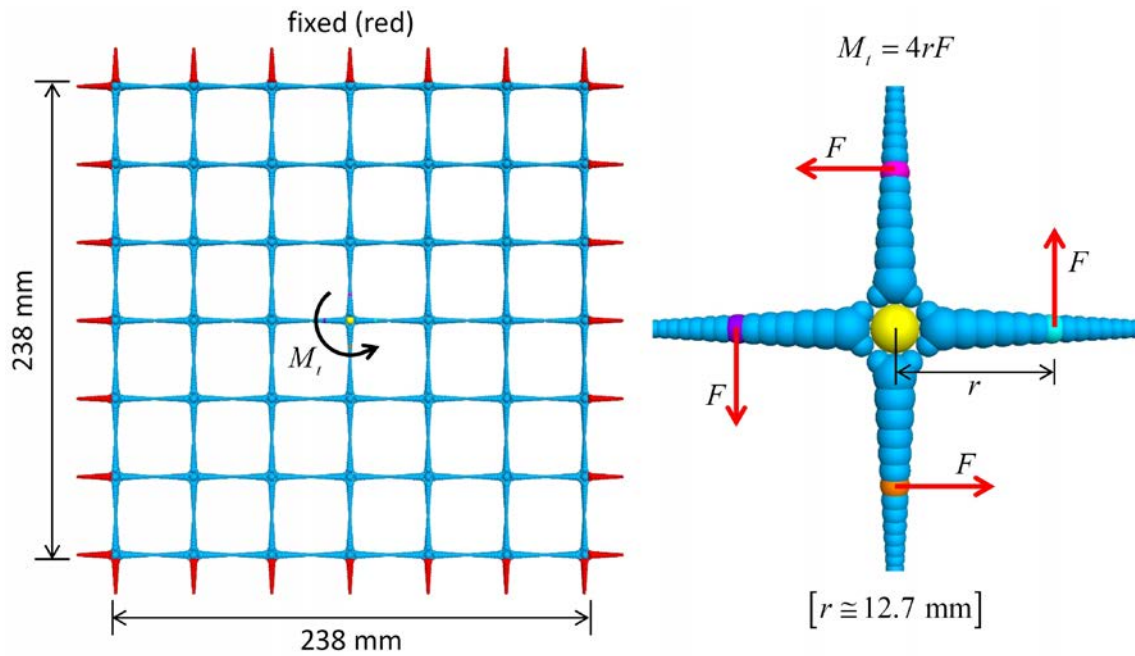 fixed (red)
238 mm
M_t
238 mm
M_t = 4rF
F
F
r
F
F
[r ≅ 12.7 mm]